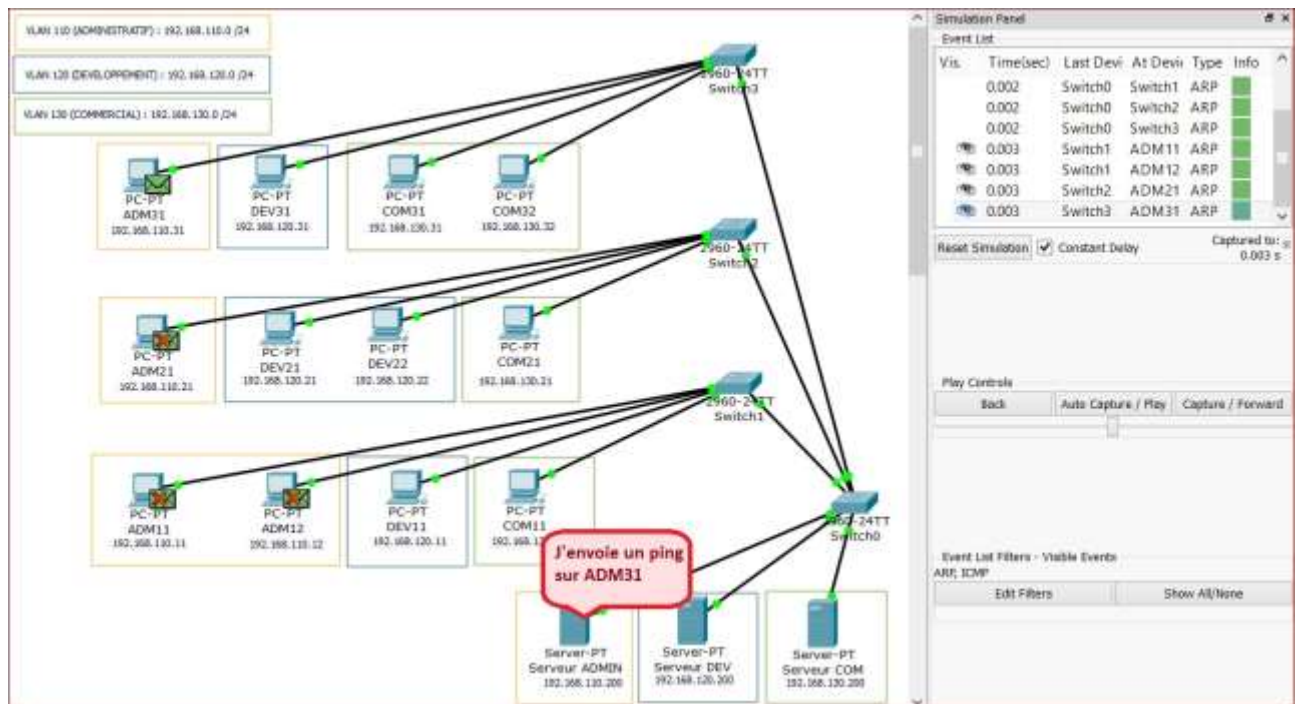 VLAN 110 (ADMINISTRATIF) : 192.168.110.0 /24
VLAN 120 (DEVELOPPEMENT) : 192.168.120.0 /24
VLAN 130 (COMMERCIAL) : 192.168.130.0 /24
2960-24TT
Switch3
PC-PT
ADM31
192.168.110.31
PC-PT
DEV31
192.168.120.31
PC-PT
COM31
192.168.130.31
PC-PT
COM32
192.168.130.32
2960-24TT
Switch2
PC-PT
ADM21
192.168.110.21
PC-PT
DEV21
192.168.120.21
PC-PT
DEV22
192.168.120.22
PC-PT
COM21
192.168.130.21
2960-24TT
Switch1
PC-PT
ADM11
192.168.110.11
PC-PT
ADM12
192.168.110.12
PC-PT
DEV11
192.168.120.11
PC-PT
COM11
2960-24TT
Switch0
J'envoie un ping
sur ADM31
Server-PT
Serveur ADMIN
192.168.110.200
Server-PT
Serveur DEV
192.168.120.200
Server-PT
Serveur COM
192.168.130.200
Simulation Panel
Event List
Vis. Time(sec) Last Devi At Devi Type Info
0.002 Switch0 Switch1 ARP
0.002 Switch0 Switch2 ARP
0.002 Switch0 Switch3 ARP
0.003 Switch1 ADM11 ARP
0.003 Switch1 ADM12 ARP
0.003 Switch2 ADM21 ARP
0.003 Switch3 ADM31 ARP
Reset Simulation Constant Delay Captured to:
0.003 s
Play Controls
Back Auto Capture / Play Capture / Forward
Event List Filters - Visible Events
ARP, ICMP
Edit Filters Show All/None